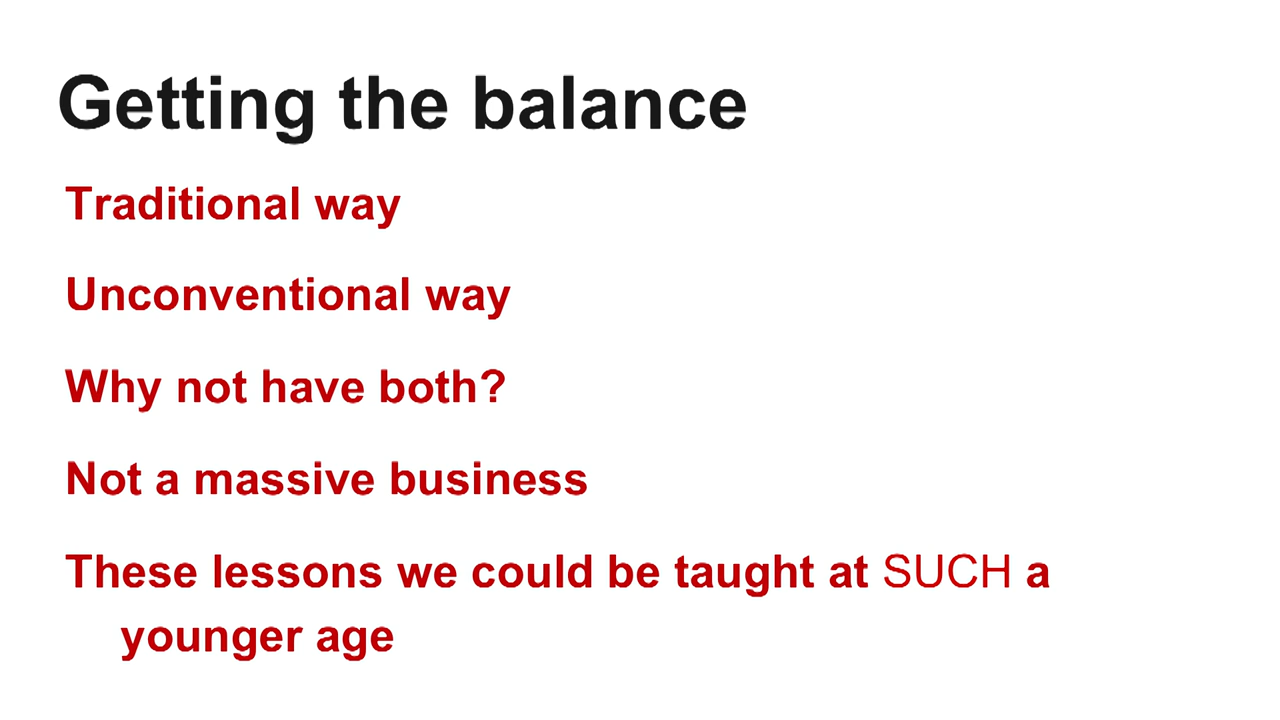 Getting the balance
Traditional way
Unconventional way
Why not have both?
Not a massive business
These lessons we could be taught at SUCH a
younger age